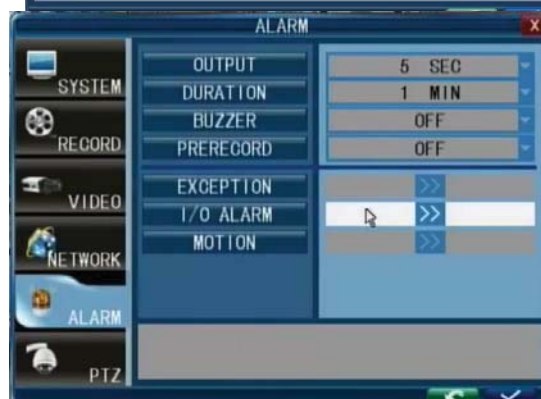 ALARM
X
SYSTEM
RECORD
VIDEO
NETWORK
ALARM
PTZ
OUTPUT 5 SEC
DURATION 1 MIN
BUZZER OFF
PRERECORD OFF
EXCEPTION >>
I/O ALARM >>
MOTION >>